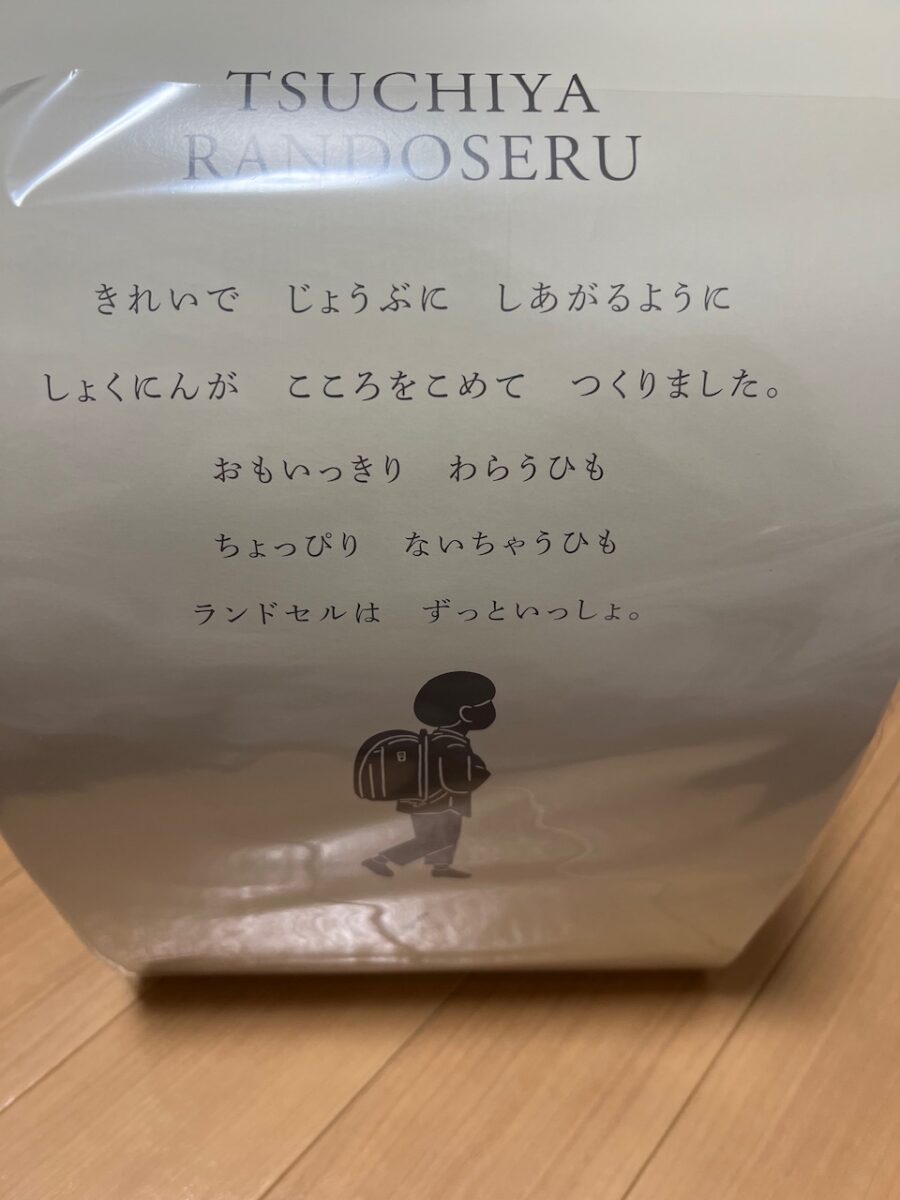 TSUCHIYA
RANDOSERU
きれいで　じょうぶに　しあがるように
しょくにんが　こころをこめて　つくりました。
おもいっきり　わらうひも
ちょっぴり　ないちゃうひも
ランドセルは　ずっといっしょ。